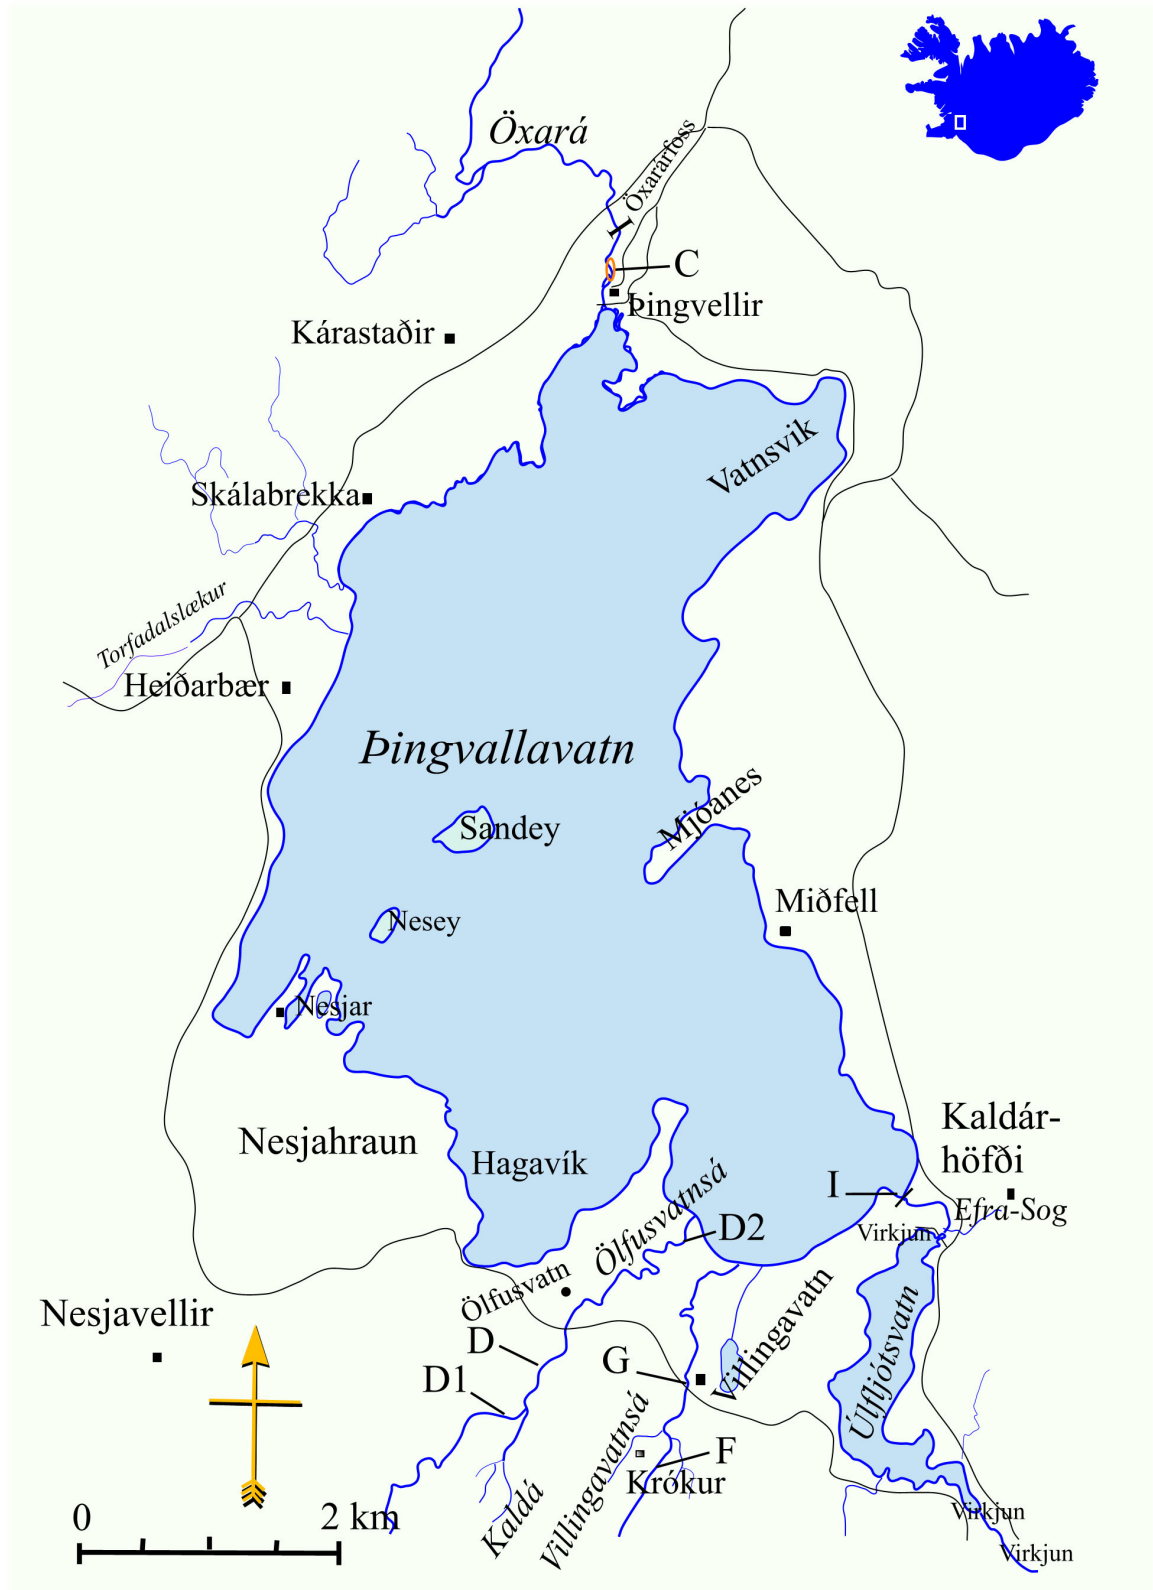 Öxará
Öxarárfoss
C
Þingvellir
Kárastaðir
Vatnsvik
Skálabrekka
Torfadalslækur
Heiðarbær
Þingvallavatn
Mjóanes
Sandey
Miðfell
Nesey
Nesjar
Kaldár-
höfði
Nesjahraun
Hagavík
I
Efra-Sog
Ölfusvatnsá
D2
Virkjun
Ölfusvatn
Nesjavellir
Villingavatn
Úlfljótsvatn
D
G
D1
Villingavatnsá
F
Krókur
Kaldá
0
2 km
Virkjun
Virkjun